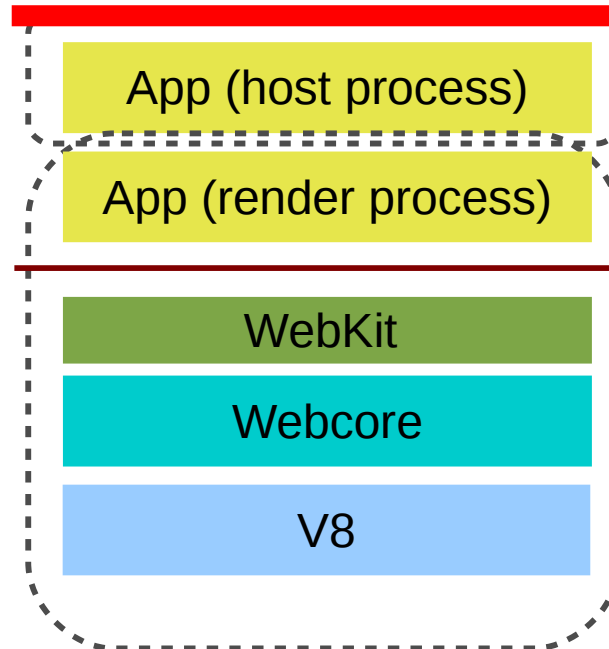 App (host process)
App (render process)
WebKit
Webcore
V8